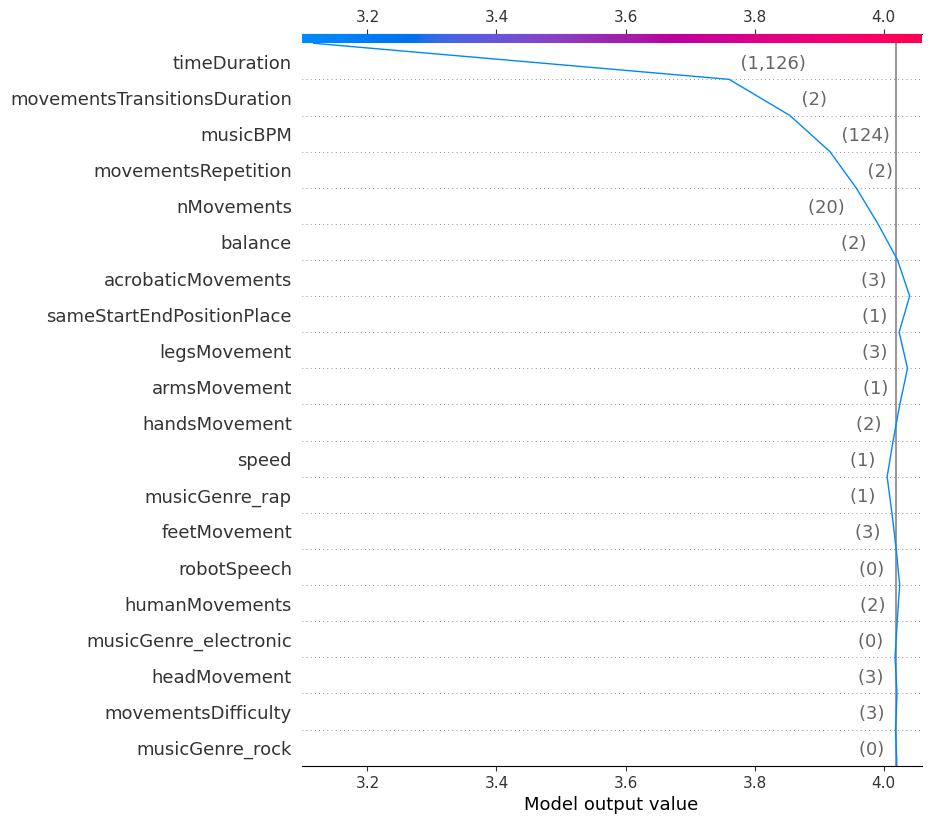 3.2 3.4 3.6 3.8 4.0
timeDuration (1,126)
movementsTransitionsDuration (2)
musicBPM (124)
movementsRepetition (2)
nMovements (20)
balance (2)
acrobaticMovements (3)
sameStartEndPositionPlace (1)
legsMovement (3)
armsMovement (1)
handsMovement (2)
speed (1)
musicGenre_rap (1)
feetMovement (3)
robotSpeech (0)
humanMovements (2)
musicGenre_electronic (0)
headMovement (3)
movementsDifficulty (3)
musicGenre_rock (0)
3.2 3.4 3.6 3.8 4.0
Model output value